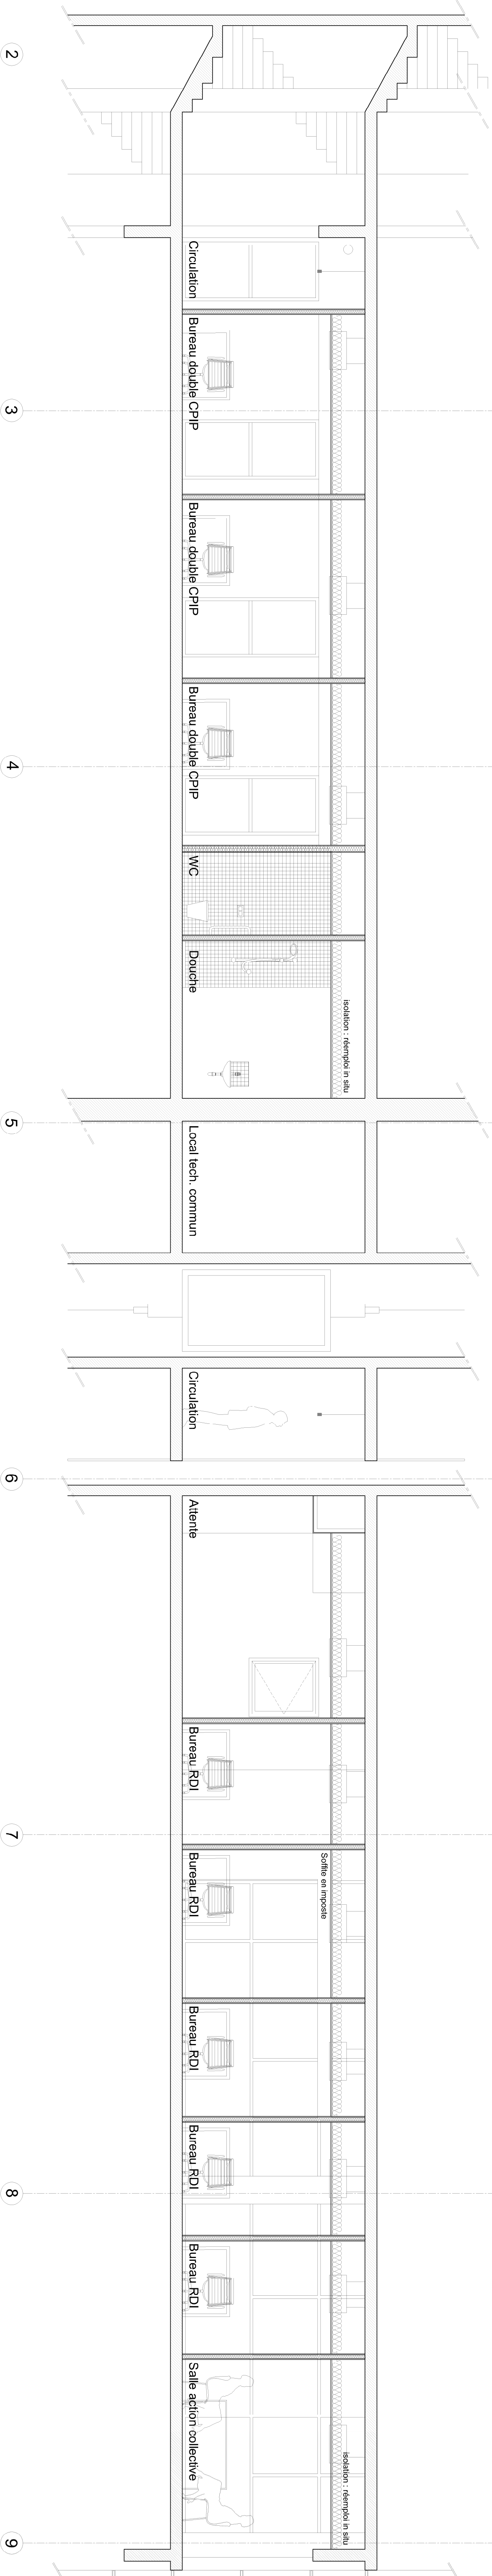 2
3
4
5
6
7
8
9
Circulation
Bureau double CPIP
Bureau double CPIP
Bureau double CPIP
WC
Douche
isolation : réemploi in situ
Local tech. commun
Circulation
Attente
Bureau RDI
Bureau RDI
Soffite en imposte
Bureau RDI
Bureau RDI
Bureau RDI
Salle action collective
isolation : réemploi in situ